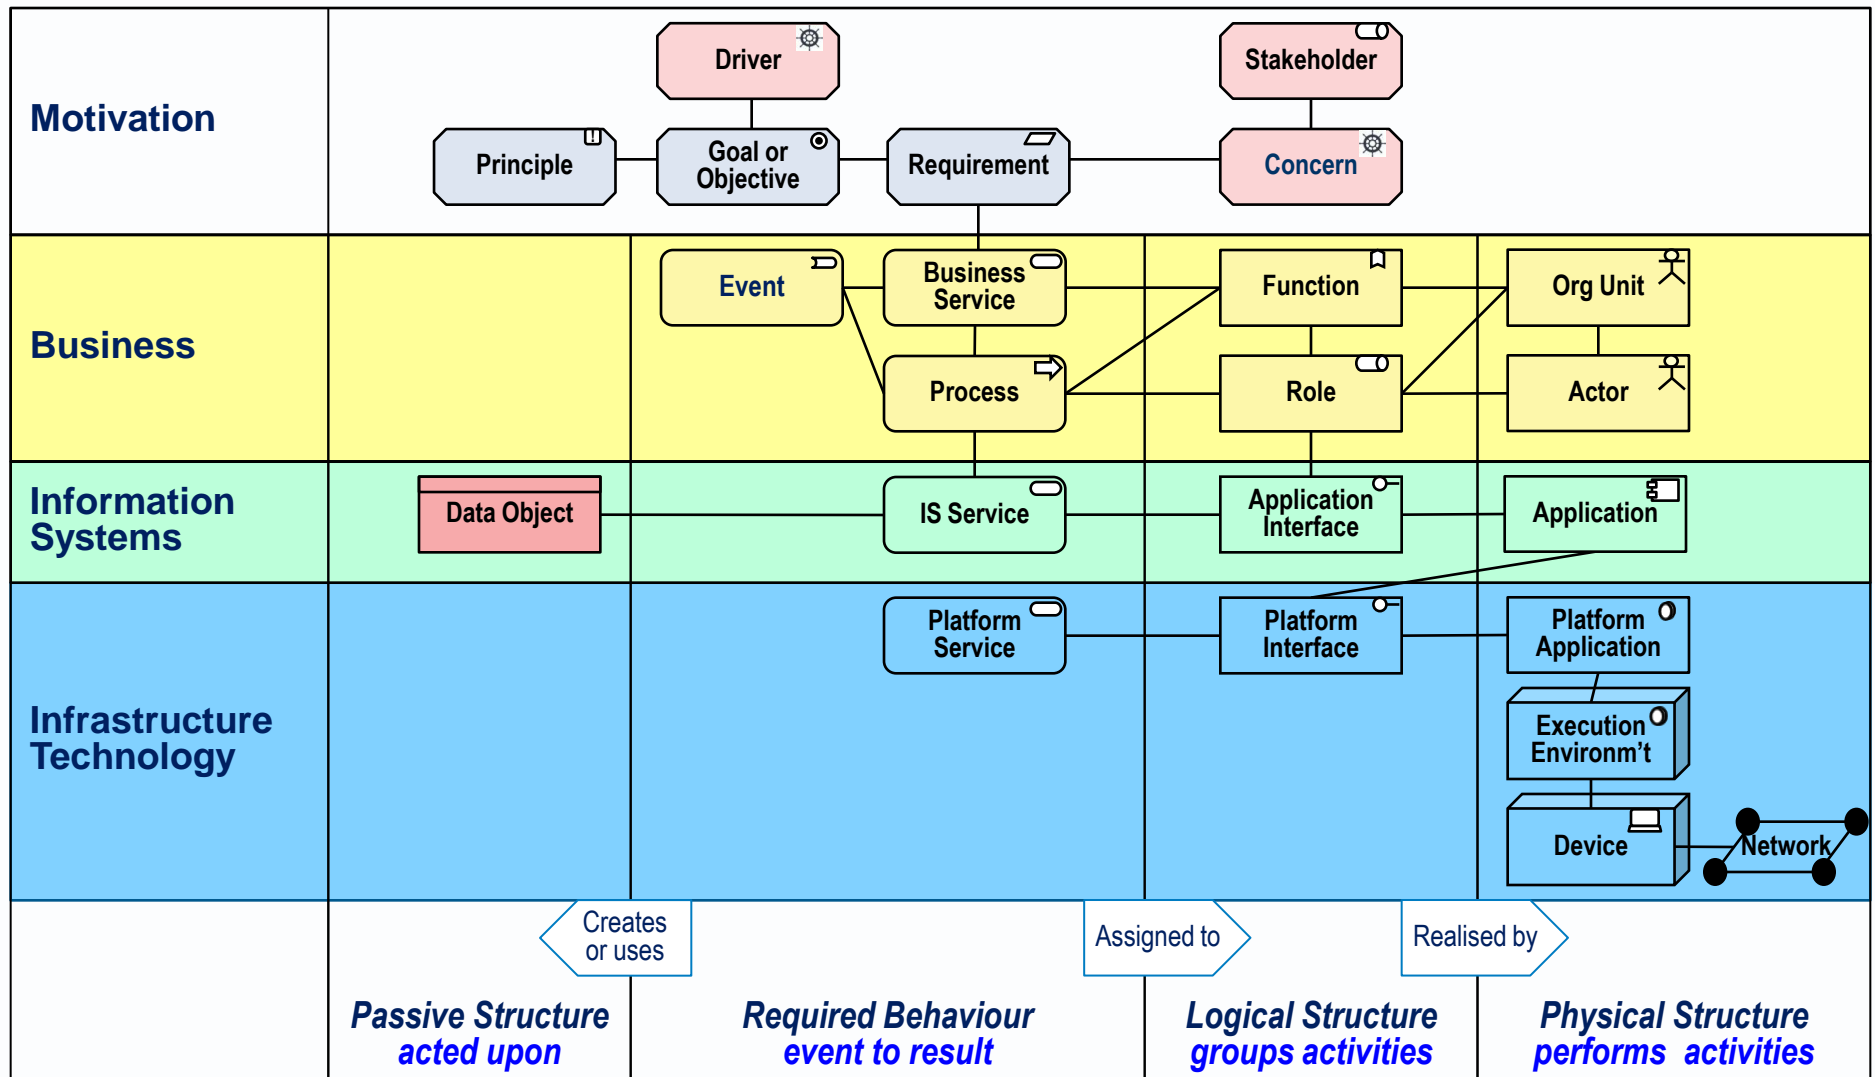 Motivation
Driver
Stakeholder
Principle
Goal or
Objective
Requirement
Concern
Business
Event
Business
Service
Function
Org Unit
Process
Role
Actor
Information
Systems
Data Object
IS Service
Application
Interface
Application
Infrastructure
Technology
Platform
Service
Platform
Interface
Platform
Application
Execution
Environm't
Device
Network
Creates
or uses
Assigned to
Realised by
Passive Structure
acted upon
Required Behaviour
event to result
Logical Structure
groups activities
Physical Structure
performs activities